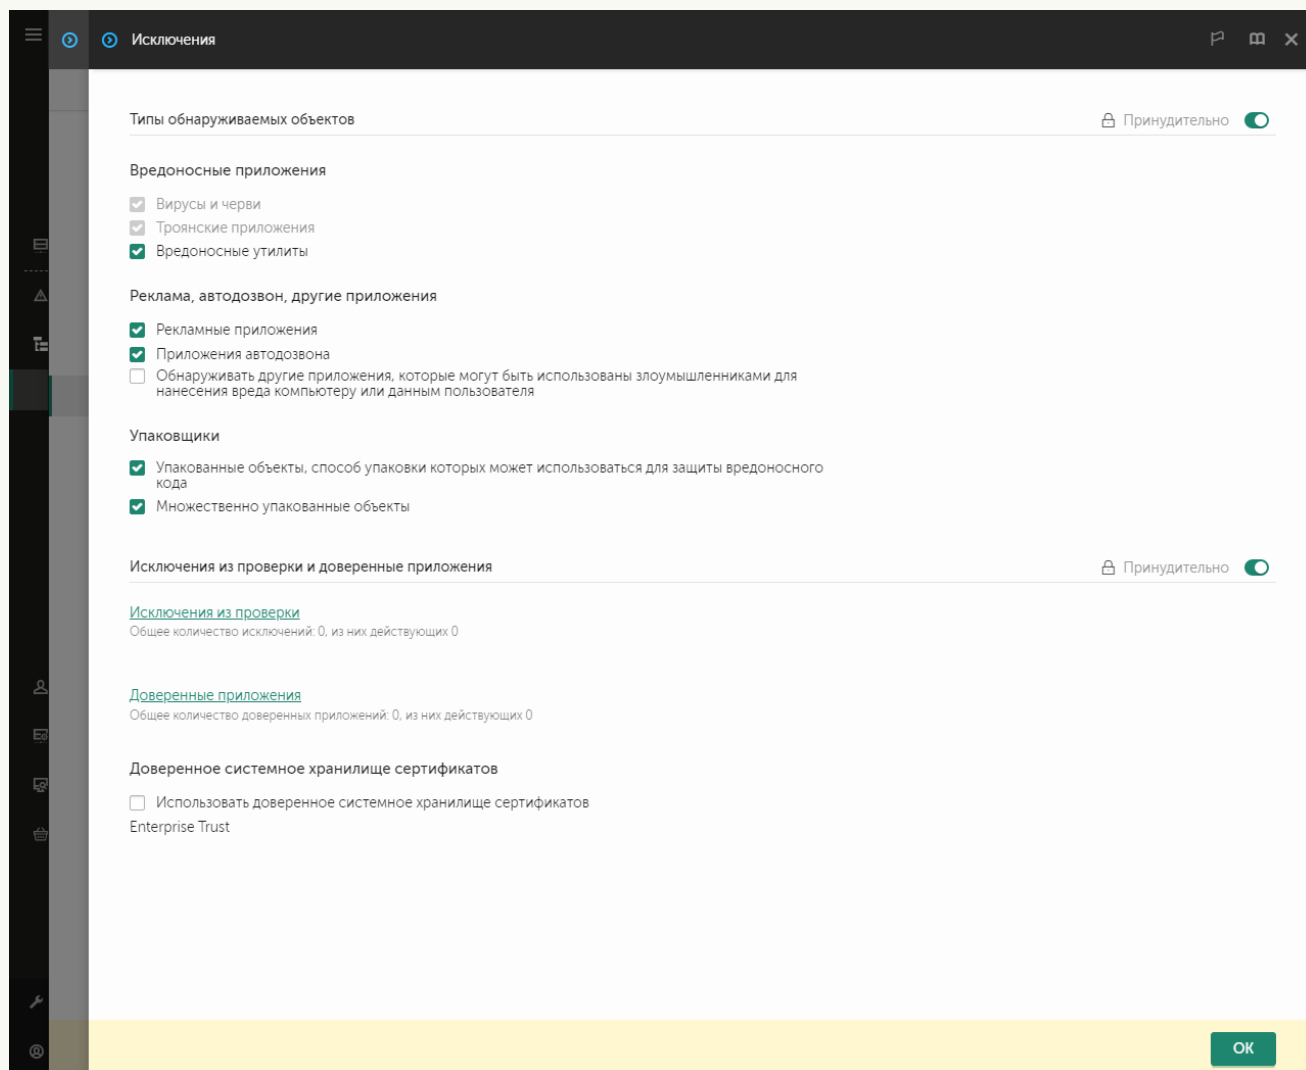 Исключения
Типы обнаруживаемых объектов
Принудительно
Вредоносные приложения
Вирусы и черви
Троянские приложения
Вредоносные утилиты
Реклама, автодозвон, другие приложения
Рекламные приложения
Приложения автодозвона
Обнаруживать другие приложения, которые могут быть использованы злоумышленниками для
нанесения вреда компьютеру или данным пользователя
Упаковщики
Упакованные объекты, способ упаковки которых может использоваться для защиты вредоносного
кода
Множественно упакованные объекты
Исключения из проверки и доверенные приложения
Принудительно
Исключения из проверки
Общее количество исключений: 0, из них действующих 0
Доверенные приложения
Общее количество доверенных приложений: 0, из них действующих 0
Доверенное системное хранилище сертификатов
Использовать доверенное системное хранилище сертификатов
Enterprise Trust
ОК